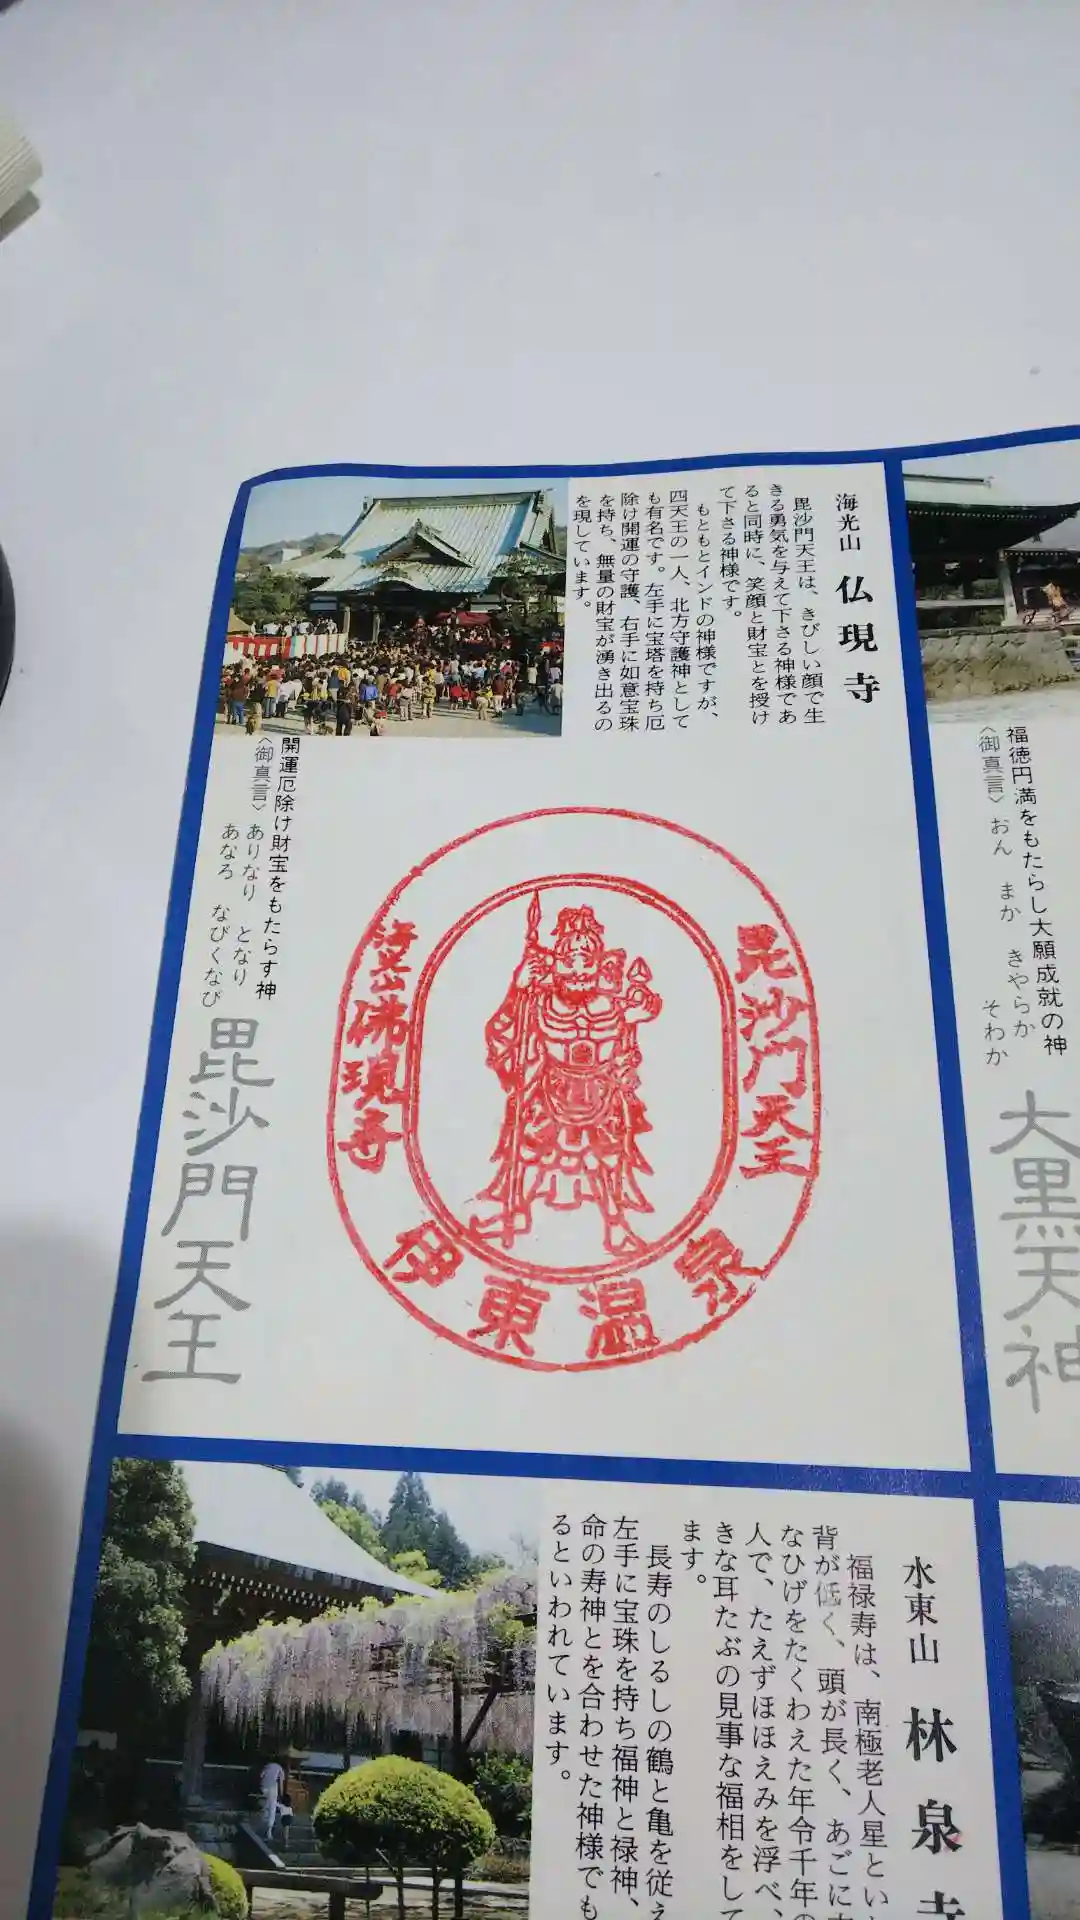 海光山 仏現寺
毘沙門天王は、きびしい顔で生
きる勇気を与えて下さる神様であ
ると同時に、笑顔と財宝とを授け
て下さる神様です。
もともとインドの神様ですが、
四天王の一人、北方守護神として
も有名です。左手に宝塔を持ち厄
除け開運の守護、右手に如意宝珠
を持ち、無量の財宝が湧き出るの
を現しています。
開運厄除け財宝をもたらす神
〈御真言〉 ありなり となり
あなろ なびくなび
毘沙門天王
毘沙門天王
海光山 佛現寺
伊東温泉
福徳円満をもたらし大願成就の神
〈御真言〉 おん まか きやらか
そわか
大黒天神
水東山 林泉寺
福禄寿は、南極老人星とい
背が低く、頭が長く、あごに
なひげをたくわえた年令千年の
人で、たえずほほえみを浮べ、
きな耳たぶの見事な福相をして
ます。
長寿のしるしの鶴と亀を従え
左手に宝珠を持ち福神と禄神、
命の寿神とを合わせた神様でも
るといわれています。